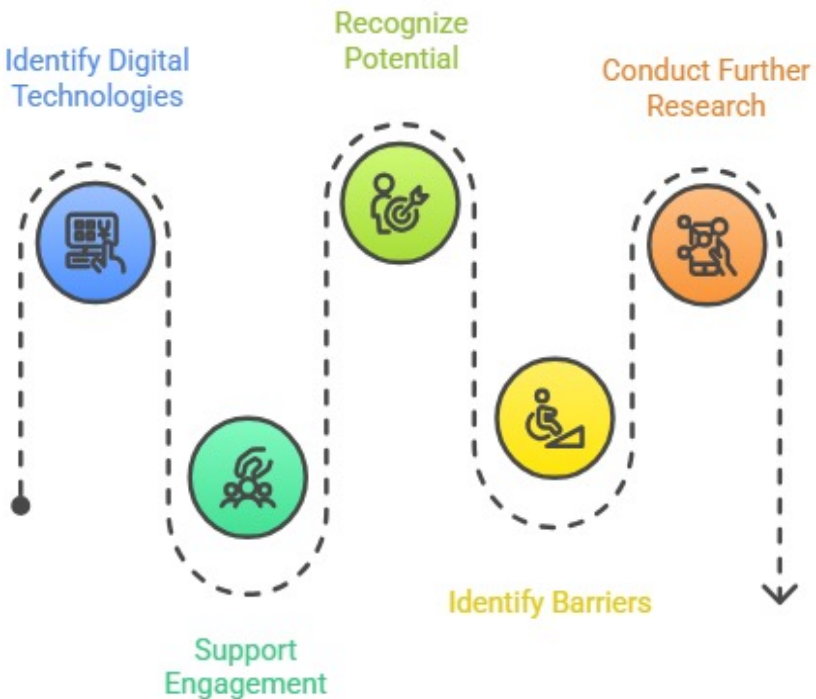 Identify Digital
Technologies
Support
Engagement
Recognize
Potential
Identify Barriers
Conduct Further
Research
¥